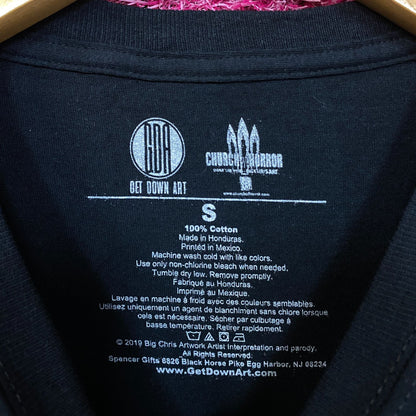 GDA
GET DOWN ART
CHURCH HORROR
www.churchofhorror.com
S
100% Cotton
Made in Honduras.
Printed in Mexico.
Machine wash cold with like colors.
Use only non-chlorine bleach when needed.
Tumble dry low. Remove promptly.
Fabriqué au Honduras.
Imprimé au Mexique.
Lavage en machine à froid avec des couleurs semblables.
Utilisez uniquement un agent de blanchiment sans chlore lorsque
cela est nécessaire. Sécher par culbutage à
basse température. Retirer rapidement.
© 2019 Big Chris Artwork Artist interpretation and parody.
All Rights Reserved.
Spencer Gifts 6826 Black Horse Pike Egg Harbor, NJ 08234
www.GetDownArt.com